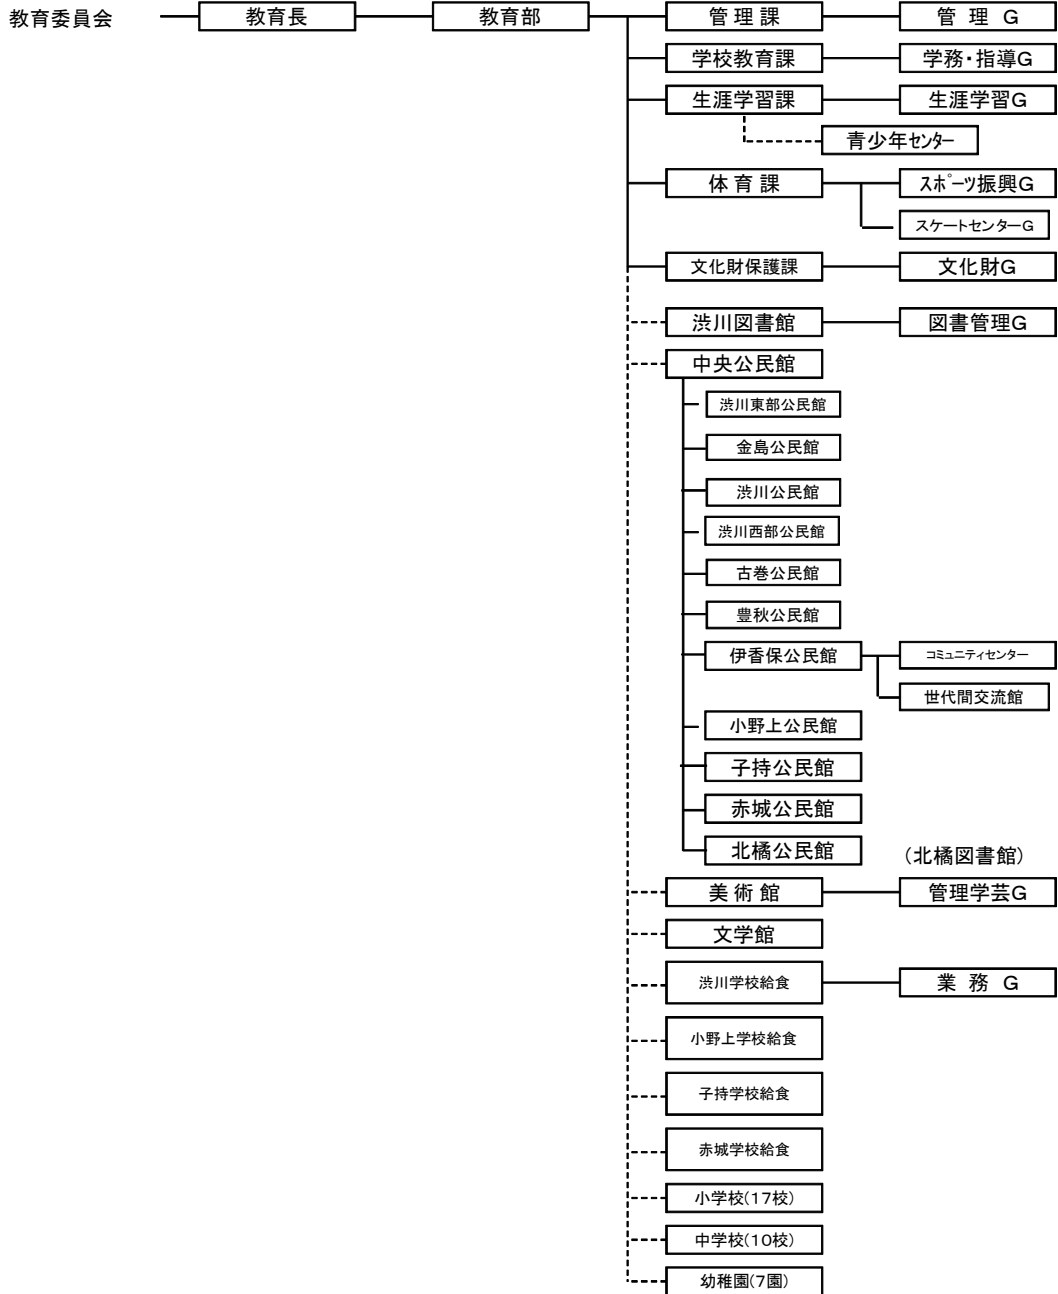 教育委員会 教育長 教育部 管理課 管理G
学校教育課 学務・指導G
生涯学習課 生涯学習G
青少年センター
体育課 スポーツ振興G
スケートセンターG
文化財保護課 文化財G
渋川図書館 図書管理G
中央公民館
渋川東部公民館
金島公民館
渋川公民館
渋川西部公民館
古巻公民館
豊秋公民館
伊香保公民館 コミュニティセンター
世代間交流館
小野上公民館
子持公民館
赤城公民館
北橘公民館 (北橘図書館)
美術館 管理学芸G
文学館
渋川学校給食 業務G
小野上学校給食
子持学校給食
赤城学校給食
小学校(17校)
中学校(10校)
幼稚園(7園)